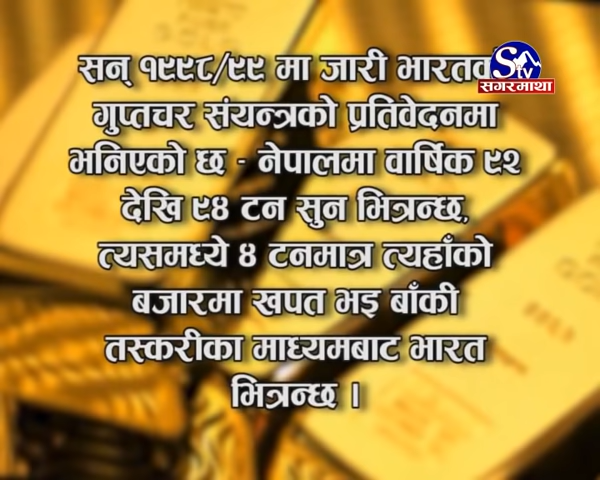 सन् १९९८/९९ मा जारी
गुप्तचर संयन्त्रको प्रतिवेदनमा
भनिएको छ - नेपालमा वार्षिक ९२
देखि ९४ टन सुन भित्रन्छ,
त्यसमध्ये ४ टनमात्र त्यहाँको
बजारमा खपत भइ बाँकी
तस्करीका माध्यमबाट भारत
भित्रन्छ ।
STV
सगरमाथा